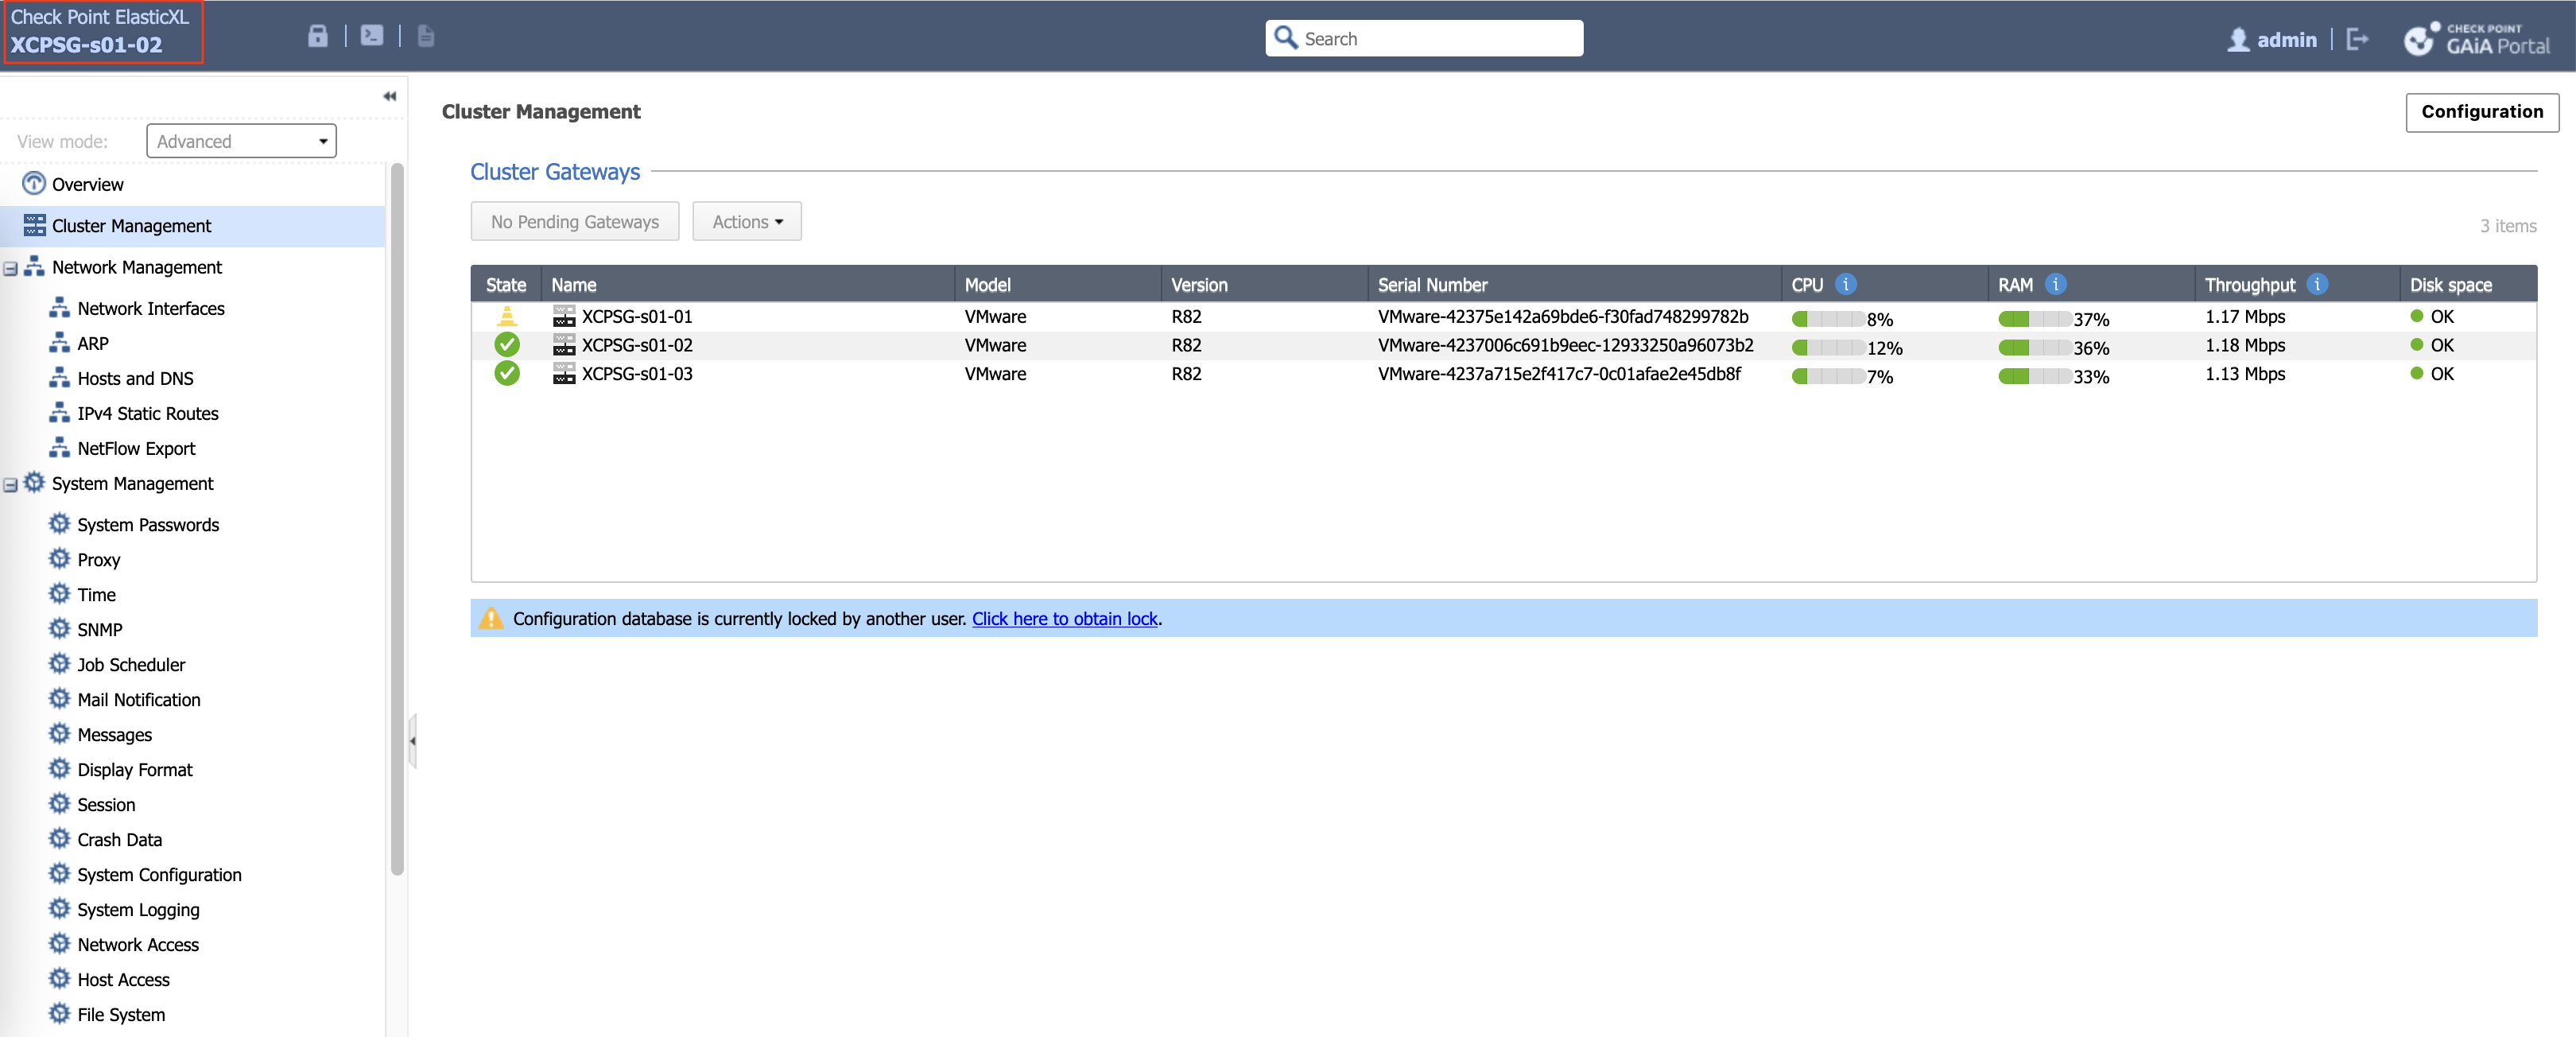 Check Point ElasticXL
XCPSG-s01-02
Search
admin
CHECK POINT
GAiA Portal
View mode:
Advanced
Overview
Cluster Management
Network Management
Network Interfaces
ARP
Hosts and DNS
IPv4 Static Routes
NetFlow Export
System Management
System Passwords
Proxy
Time
SNMP
Job Scheduler
Mail Notification
Messages
Display Format
Session
Crash Data
System Configuration
System Logging
Network Access
Host Access
File System
Cluster Management
Configuration
Cluster Gateways
No Pending Gateways Actions
3 items
State Name Model Version Serial Number CPU RAM Throughput Disk space
XCPSG-s01-01 VMware R82 VMware-42375e142a69bde6-f30fad748299782b 8% 37% 1.17 Mbps OK
XCPSG-s01-02 VMware R82 VMware-4237006c691b9eec-12933250a96073b2 12% 36% 1.18 Mbps OK
XCPSG-s01-03 VMware R82 VMware-4237a715e2f417c7-0c01afae2e45db8f 7% 33% 1.13 Mbps OK
Configuration database is currently locked by another user. Click here to obtain lock.